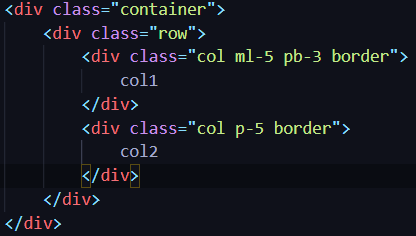 <div class="container">
    <div class="row">
        <div class="col ml-5 pb-3 border">
            col1
        </div>
        <div class="col p-5 border">
            col2
        </div>
    </div>
</div>